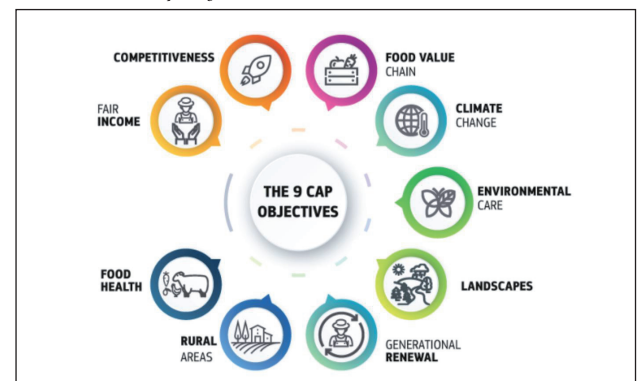 COMPETITIVENESS
FOOD VALUE
CHAIN
FAIR
INCOME
CLIMATE
CHANGE
THE 9 CAP
OBJECTIVES
ENVIRONMENTAL
CARE
FOOD
HEALTH
LANDSCAPES
RURAL
AREAS
GENERATIONAL
RENEWAL